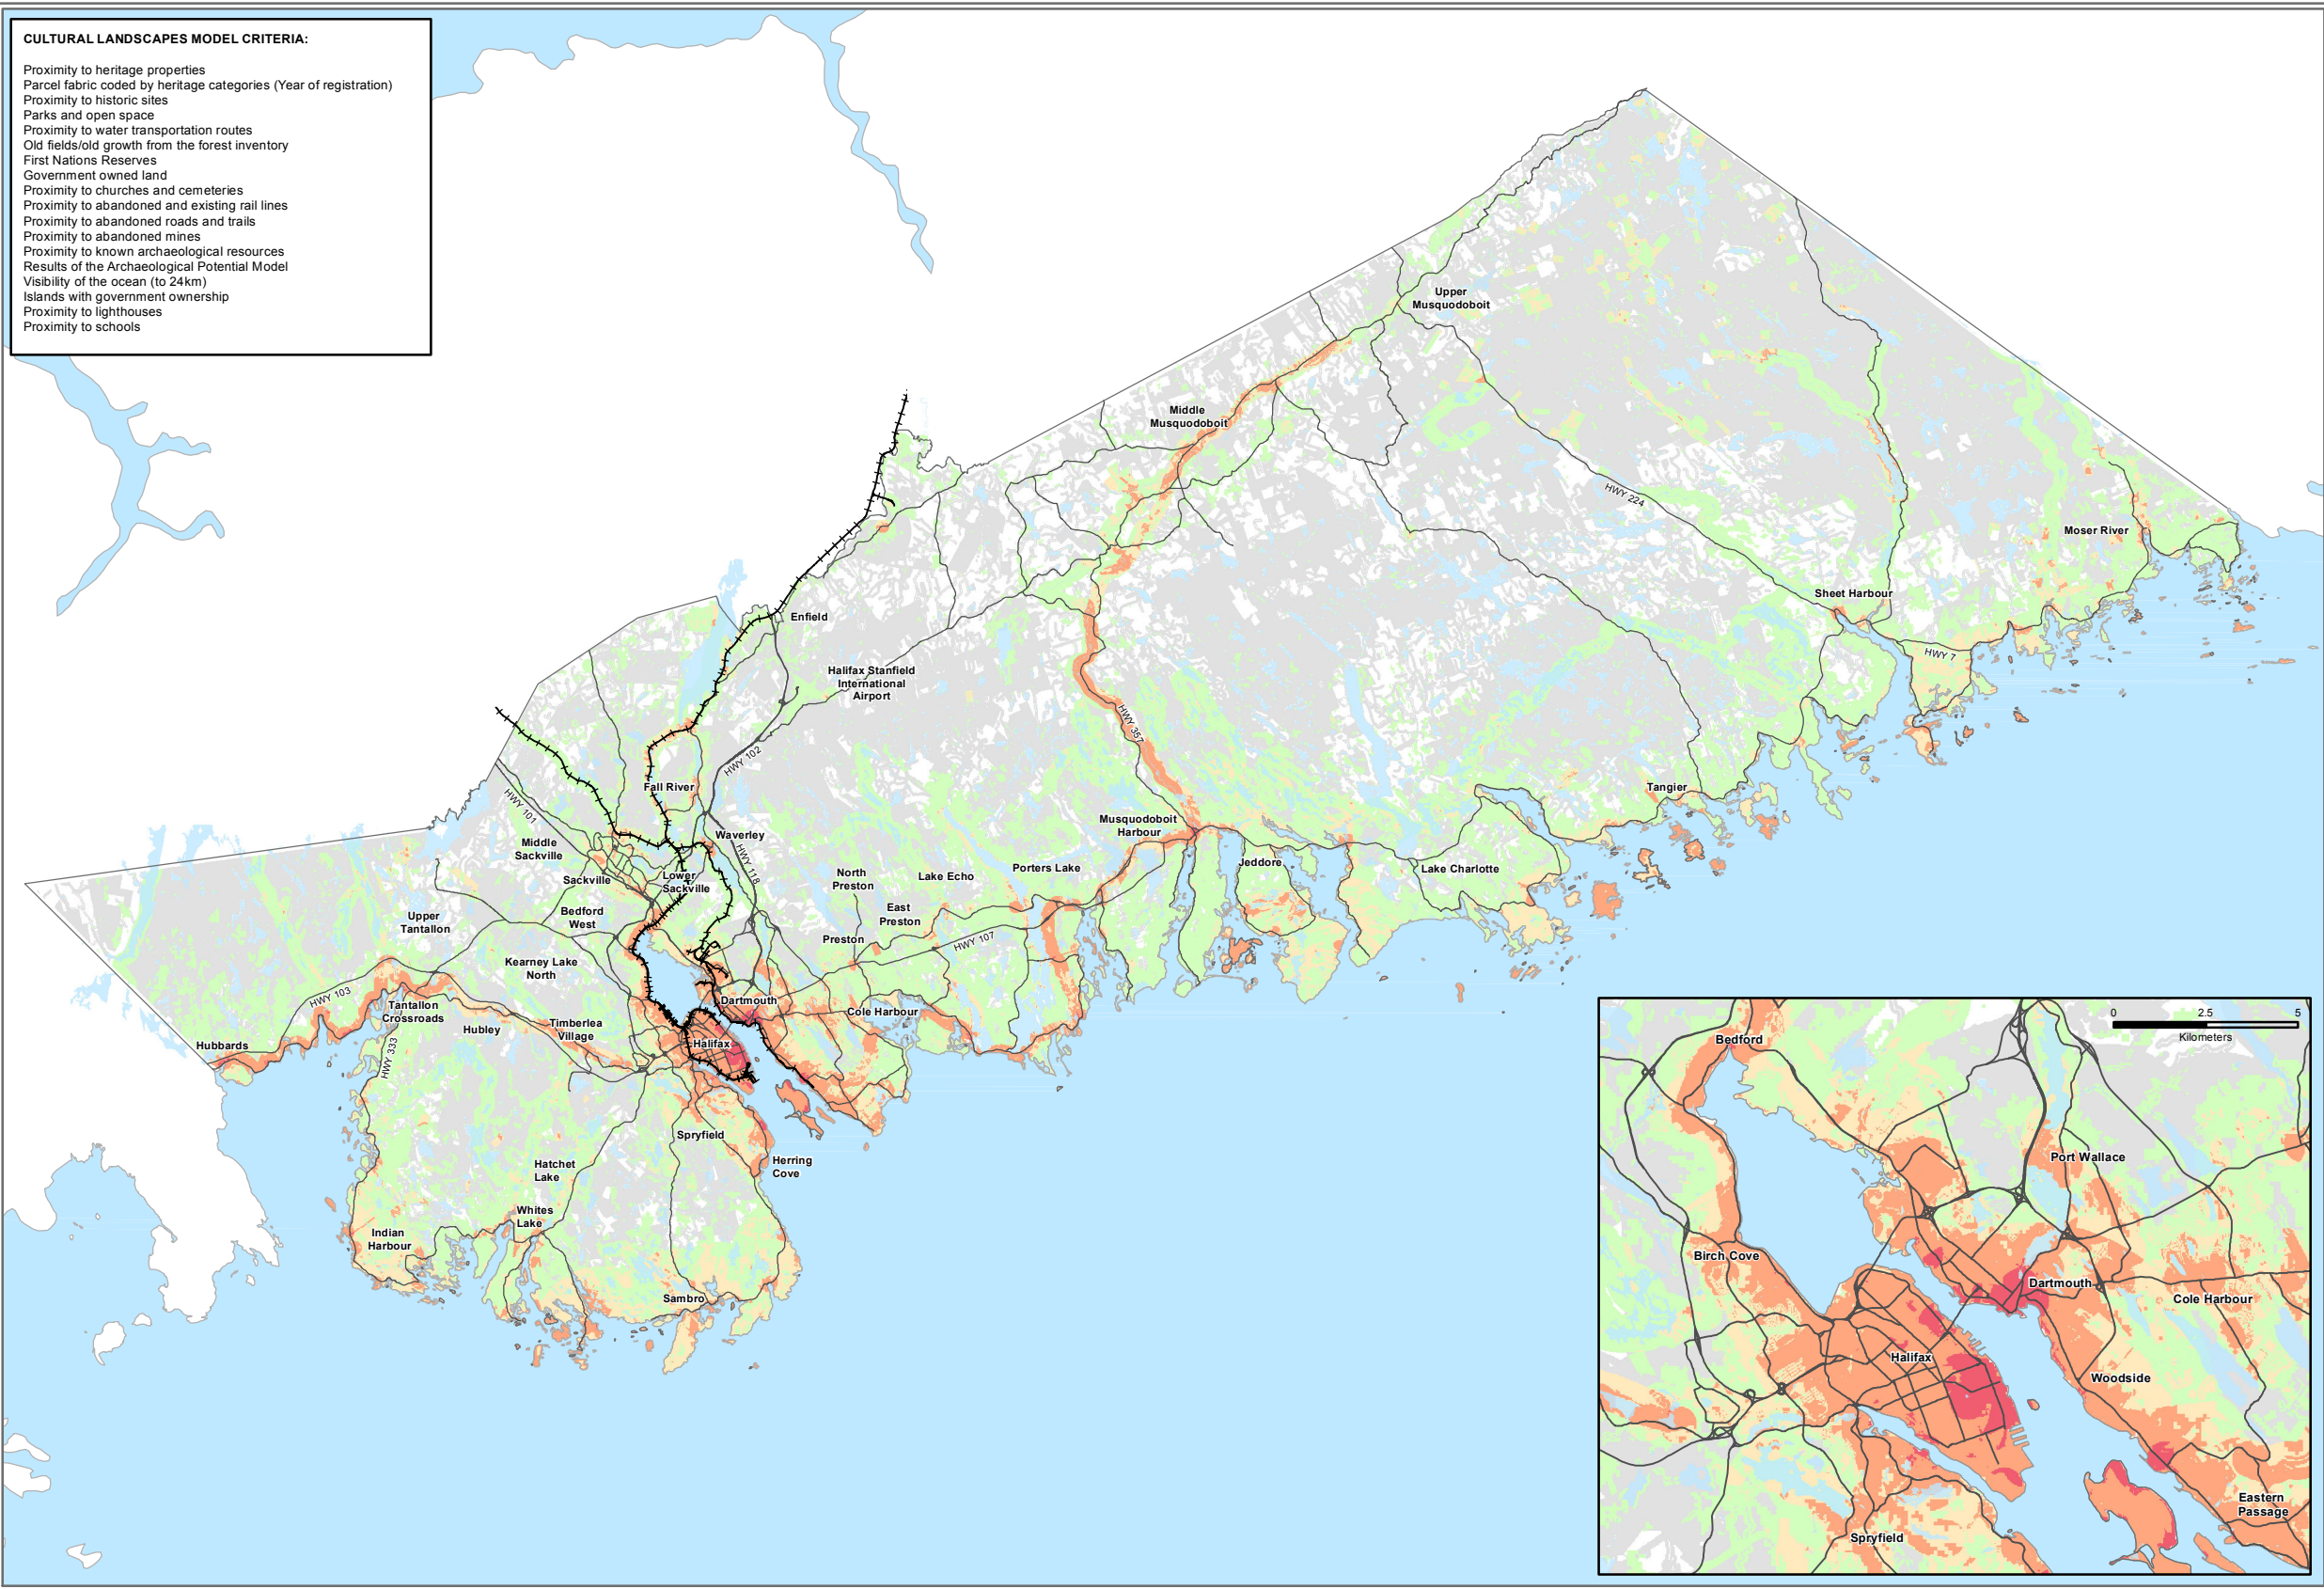 CULTURAL LANDSCAPES MODEL CRITERIA:
Proximity to heritage properties
Parcel fabric coded by heritage categories (Year of registration)
Proximity to historic sites
Parks and open space
Proximity to water transportation routes
Old fields/old growth from the forest inventory
First Nations Reserves
Government owned land
Proximity to churches and cemeteries
Proximity to abandoned and existing rail lines
Proximity to abandoned roads and trails
Proximity to abandoned mines
Proximity to known archaeological resources
Results of the Archaeological Potential Model
Visibility of the ocean (to 24km)
Islands with government ownership
Proximity to lighthouses
Proximity to schools
Upper
Musquodoboit
Middle
Musquodoboit
HWY 224
Moser River
Sheet Harbour
HWY 7
Enfield
Halifax Stanfield
International
Airport
HWY 357
HWY 102
Fall River
HWY 101
Tangier
Musquodoboit
Harbour
Waverley
HWY 118
Middle
Sackville
Sackville
Lower
Sackville
North
Preston
Lake Echo
Porters Lake
Jeddore
Lake Charlotte
Upper
Tantallon
Bedford
West
East
Preston
Preston
HWY 107
Kearney Lake
North
HWY 103
Tantallon
Crossroads
Dartmouth
Cole Harbour
Hubley
Timberlea
Village
Halifax
Hubbards
HWY 333
Spryfield
Herring
Cove
Hatchet
Lake
Whites
Lake
Indian
Harbour
Sambro
0
2.5
5
Kilometers
Bedford
Port Wallace
Birch Cove
Dartmouth
Cole Harbour
Halifax
Woodside
Eastern
Passage
Spryfield